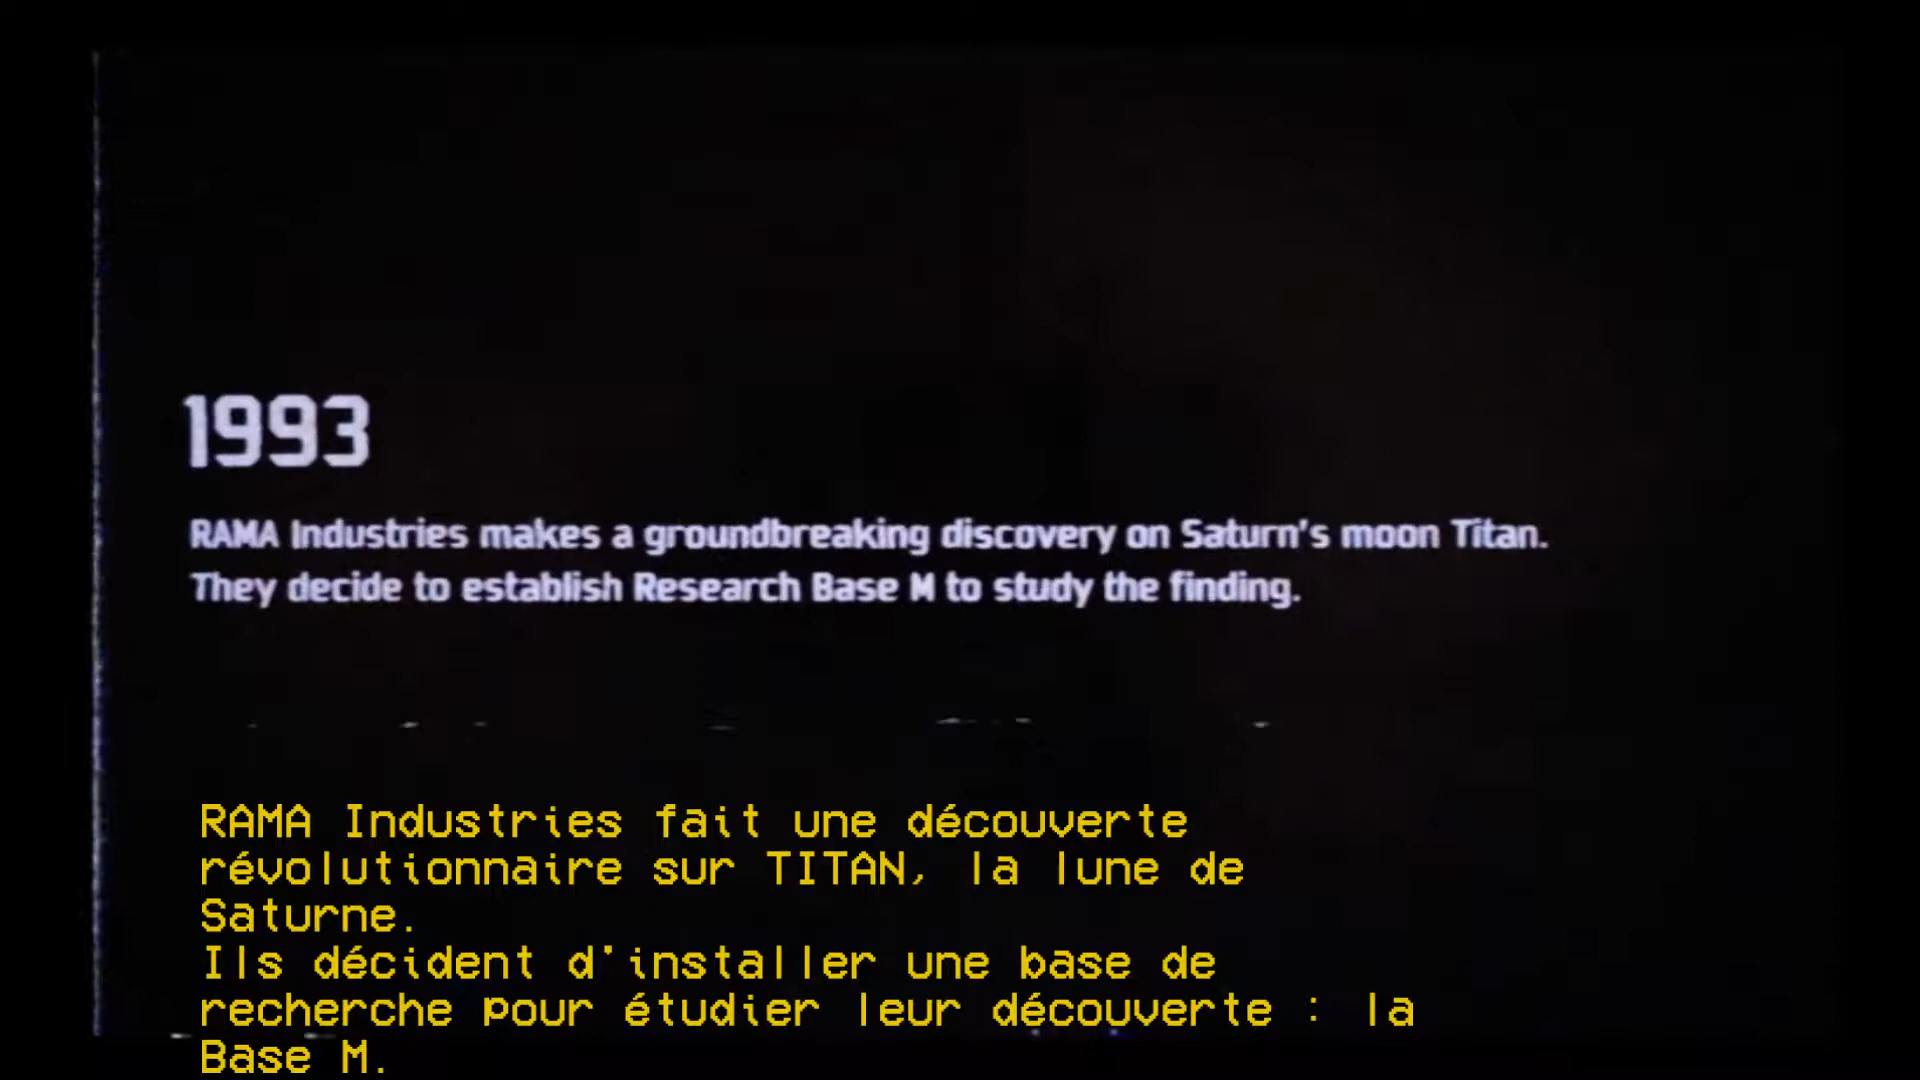 1993
RAMA Industries makes a groundbreaking discovery on Saturn's moon Titan.
They decide to establish Research Base M to study the finding.
RAMA Industries fait une découverte
révolutionnaire sur TITAN, la lune de
Saturne.
Ils décident d'installer une base de
recherche pour étudier leur découverte : la
Base M.